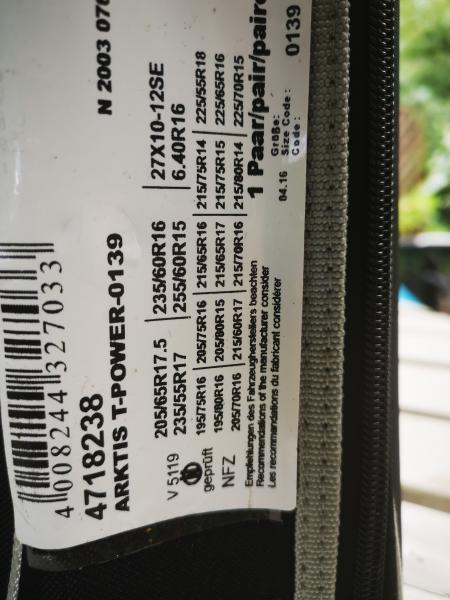 4 008244 327033
N 2003 076
4718238
ARKTIS T-POWER-0139
205/65R17.5 235/60R16 27X10-12SE
235/55R17 255/60R15 6.40R16
V 5119
geprüft
NFZ
195/75R16 205/75R16 215/65R16 215/75R14 225/55R18
195/80R16 205/80R15 215/65R17 215/75R15 225/65R16
205/70R16 215/60R17 215/70R16 215/80R14 225/70R15
Empfehlungen des Fahrzeugherstellers beachten
Recommendations of the manufacturer consider
Les recommendations du fabricant considérer
1 Paar/pair/paire
04.16
Größe:
Size Code:
Code:
0139